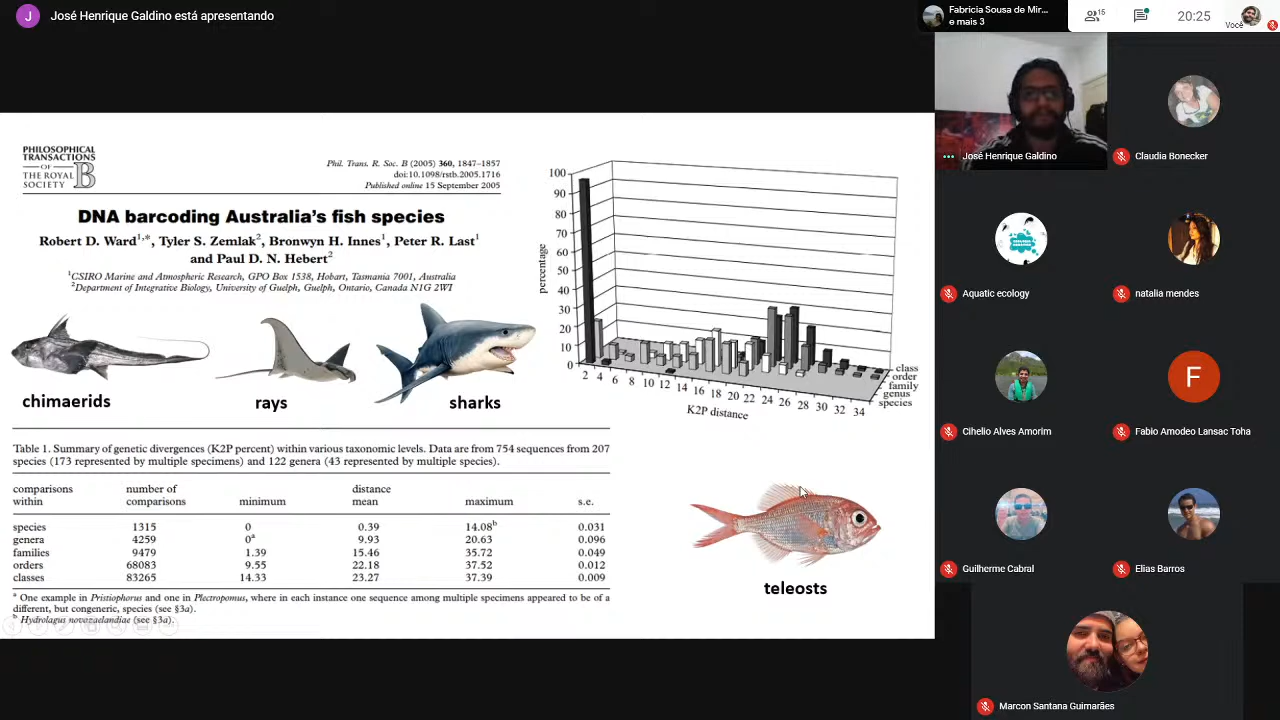 J
José Henrique Galdino está apresentando
Fabricia Sousa de Mir...
e mais 3
15
20:25
Você
PHILOSOPHICAL
TRANSACTIONS
OF
THE ROYAL
SOCIETY
B
Phil. Trans. R. Soc. B (2005) 360, 1847–1857
doi:10.1098/rstb.2005.1716
Published online 15 September 2005
DNA barcoding Australia's fish species
Robert D. Ward1,*, Tyler S. Zemlak2, Bronwyn H. Innes1, Peter R. Last1
and Paul D. N. Hebert2
1CSIRO Marine and Atmospheric Research, GPO Box 1538, Hobart, Tasmania 7001, Australia
2Department of Integrative Biology, University of Guelph, Guelph, Ontario, Canada N1G 2W1
chimaerids
rays
sharks
percentage
100
90
80
70
60
50
40
30
20
10
0
2 4 6 8 10 12 14 16 18 20 22 24 26 28 30 32 34
K2P distance
class
order
family
genus
species
Table 1. Summary of genetic divergences (K2P percent) within various taxonomic levels. Data are from 754 sequences from 207
species (173 represented by multiple specimens) and 122 genera (43 represented by multiple species).
comparisons number of distance
within comparisons minimum mean maximum s.e.
species 1315 0 0.39 14.08b 0.031
genera 4259 0a 9.93 20.63 0.096
families 9479 1.39 15.46 35.72 0.049
orders 68083 9.55 22.18 37.52 0.012
classes 83265 14.33 23.27 37.39 0.009
a One example in Pristiophorus and one in Plectropomus, where in each instance one sequence among multiple specimens appeared to be of a
different, but congeneric, species (see §3a).
b Hydrolagus novozaelandiae (see §3a).
teleosts
José Henrique Galdino
Claudia Bonecker
Aquatic ecology
natalia mendes
Cihelio Alves Amorim
F
Fabio Amodeo Lansac Toha
Guilherme Cabral
Elias Barros
Marcon Santana Guimarães